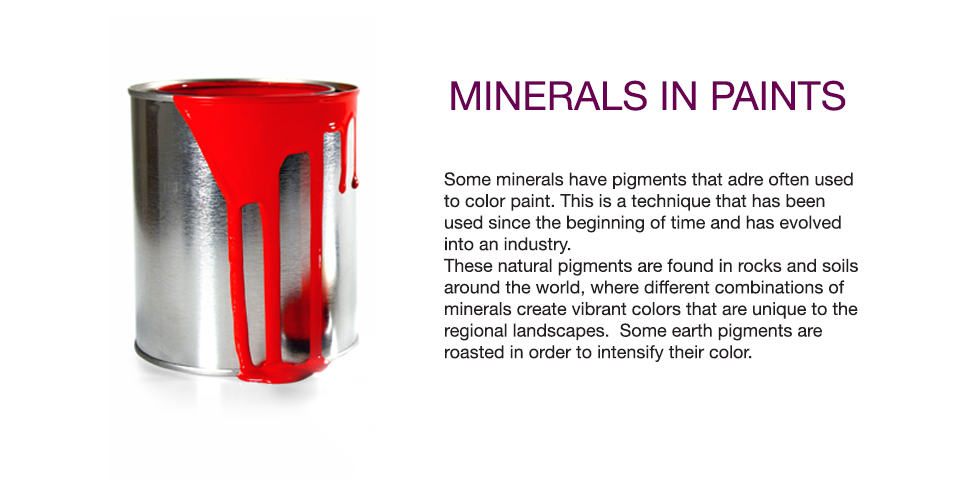 MINERALS IN PAINTS
Some minerals have pigments that adre often used
to color paint. This is a technique that has been
used since the beginning of time and has evolved
into an industry.
These natural pigments are found in rocks and soils
around the world, where different combinations of
minerals create vibrant colors that are unique to the
regional landscapes.  Some earth pigments are
roasted in order to intensify their color.